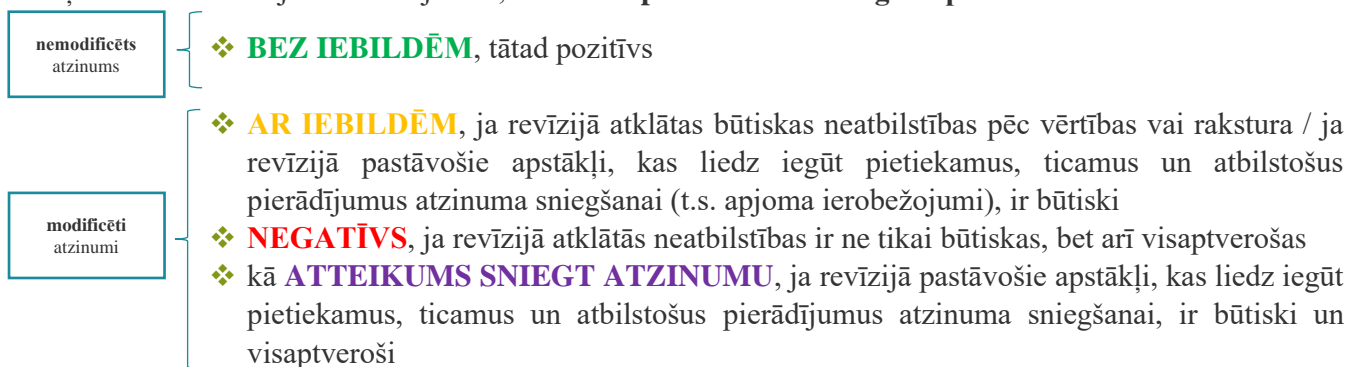 nemodificēts
atzinums
❖ BEZ IEBILDĒM, tātad pozitīvs
❖ AR IEBILDĒM, ja revīzijā atklātas būtiskas neatbilstības pēc vērtības vai rakstura / ja
revīzijā pastāvošie apstākļi, kas liedz iegūt pietiekamus, ticamus un atbilstošus
pierādījumus atzinuma sniegšanai (t.s. apjoma ierobežojumi), ir būtiski
modificēti
atzinumi
❖ NEGATĪVS, ja revīzijā atklātās neatbilstības ir ne tikai būtiskas, bet arī visaptverošas
❖ kā ATTEIKUMS SNIEGT ATZINUMU, ja revīzijā pastāvošie apstākļi, kas liedz iegūt
pietiekamus, ticamus un atbilstošus pierādījumus atzinuma sniegšanai, ir būtiski un
visaptveroši